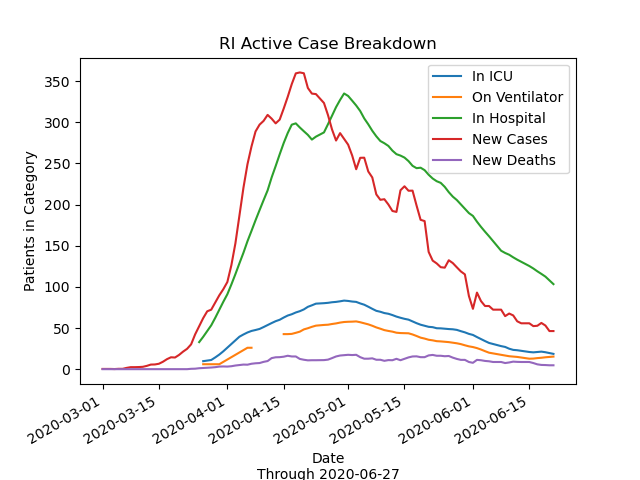 RI Active Case Breakdown
In ICU
On Ventilator
In Hospital
New Cases
New Deaths
Patients in Category
350
300
250
200
150
100
50
0
2020-03-01
2020-03-15
2020-04-01
2020-04-15
2020-05-01
2020-05-15
2020-06-01
2020-06-15
Date
Through 2020-06-27